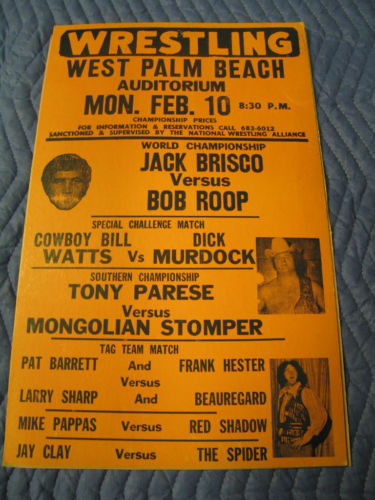 WRESTLING
WEST PALM BEACH
AUDITORIUM
MON. FEB. 10 8:30 P.M.
CHAMPIONSHIP PRICES
FOR INFORMATION & RESERVATIONS CALL 683-6012
SANCTIONED & SUPERVISED BY THE NATIONAL WRESTLING ALLIANCE
WORLD CHAMPIONSHIP
JACK BRISCO
Versus
BOB ROOP
SPECIAL CHALLENGE MATCH
COWBOY BILL DICK
WATTS Vs MURDOCK
SOUTHERN CHAMPIONSHIP
TONY PARESE
Versus
MONGOLIAN STOMPER
TAG TEAM MATCH
PAT BARRETT And FRANK HESTER
Versus
LARRY SHARP And BEAUREGARD
MIKE PAPPAS Versus RED SHADOW
JAY CLAY Versus THE SPIDER